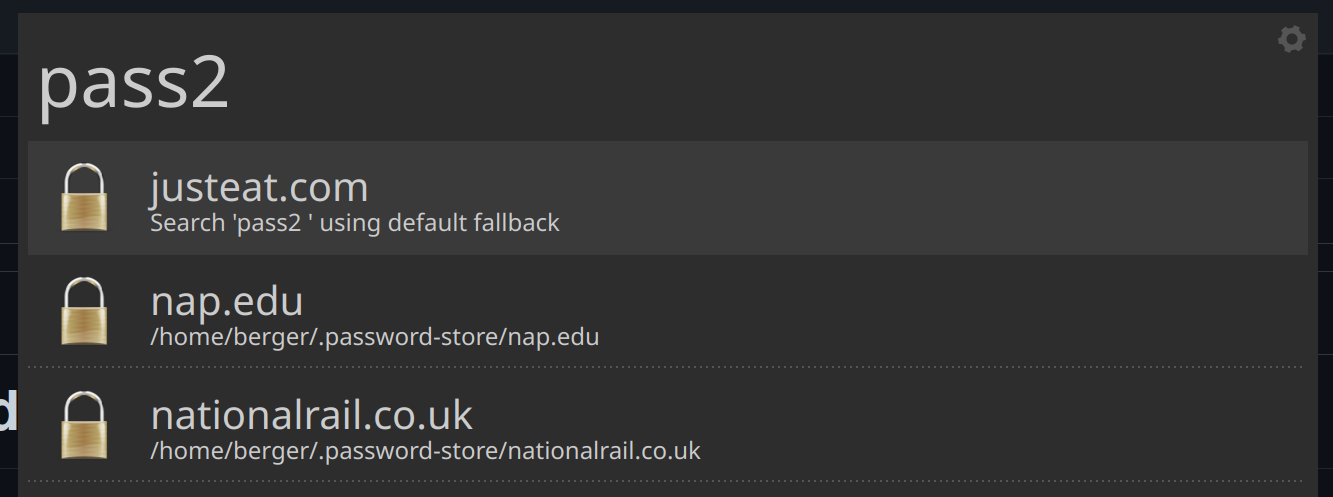 pass2
justeat.com
Search 'pass2 ' using default fallback
nap.edu
/home/berger/.password-store/nap.edu
d
nationalrail.co.uk
/home/berger/.password-store/nationalrail.co.uk